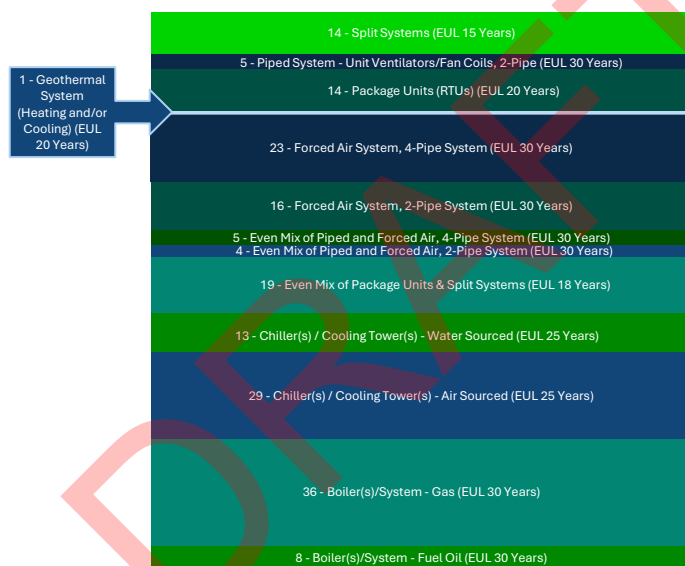 14 - Split Systems (EUL 15 Years)
5 - Piped System - Unit Ventilators/Fan Coils, 2-Pipe (EUL 30 Years)
14 - Package Units (RTUs) (EUL 20 Years)
1 - Geothermal
System
(Heating and/or
Cooling) (EUL
20 Years)
23 - Forced Air System, 4-Pipe System (EUL 30 Years)
16 - Forced Air System, 2-Pipe System (EUL 30 Years)
5 - Even Mix of Piped and Forced Air, 4-Pipe System (EUL 30 Years)
4 - Even Mix of Piped and Forced Air, 2-Pipe System (EUL 30 Years)
19 - Even Mix of Package Units & Split Systems (EUL 18 Years)
13 - Chiller(s) / Cooling Tower(s) - Water Sourced (EUL 25 Years)
29 - Chiller(s) / Cooling Tower(s) - Air Sourced (EUL 25 Years)
36 - Boiler(s)/System - Gas (EUL 30 Years)
8 - Boiler(s)/System - Fuel Oil (EUL 30 Years)
DRAFT